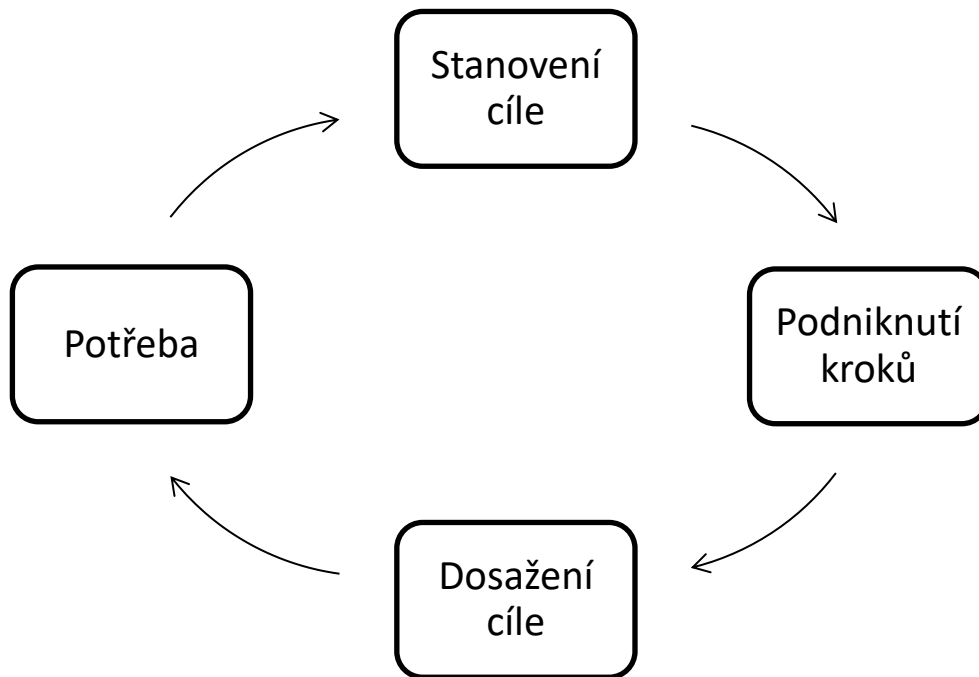 Stanovení
cíle
Potřeba
Podniknutí
kroků
Dosažení
cíle